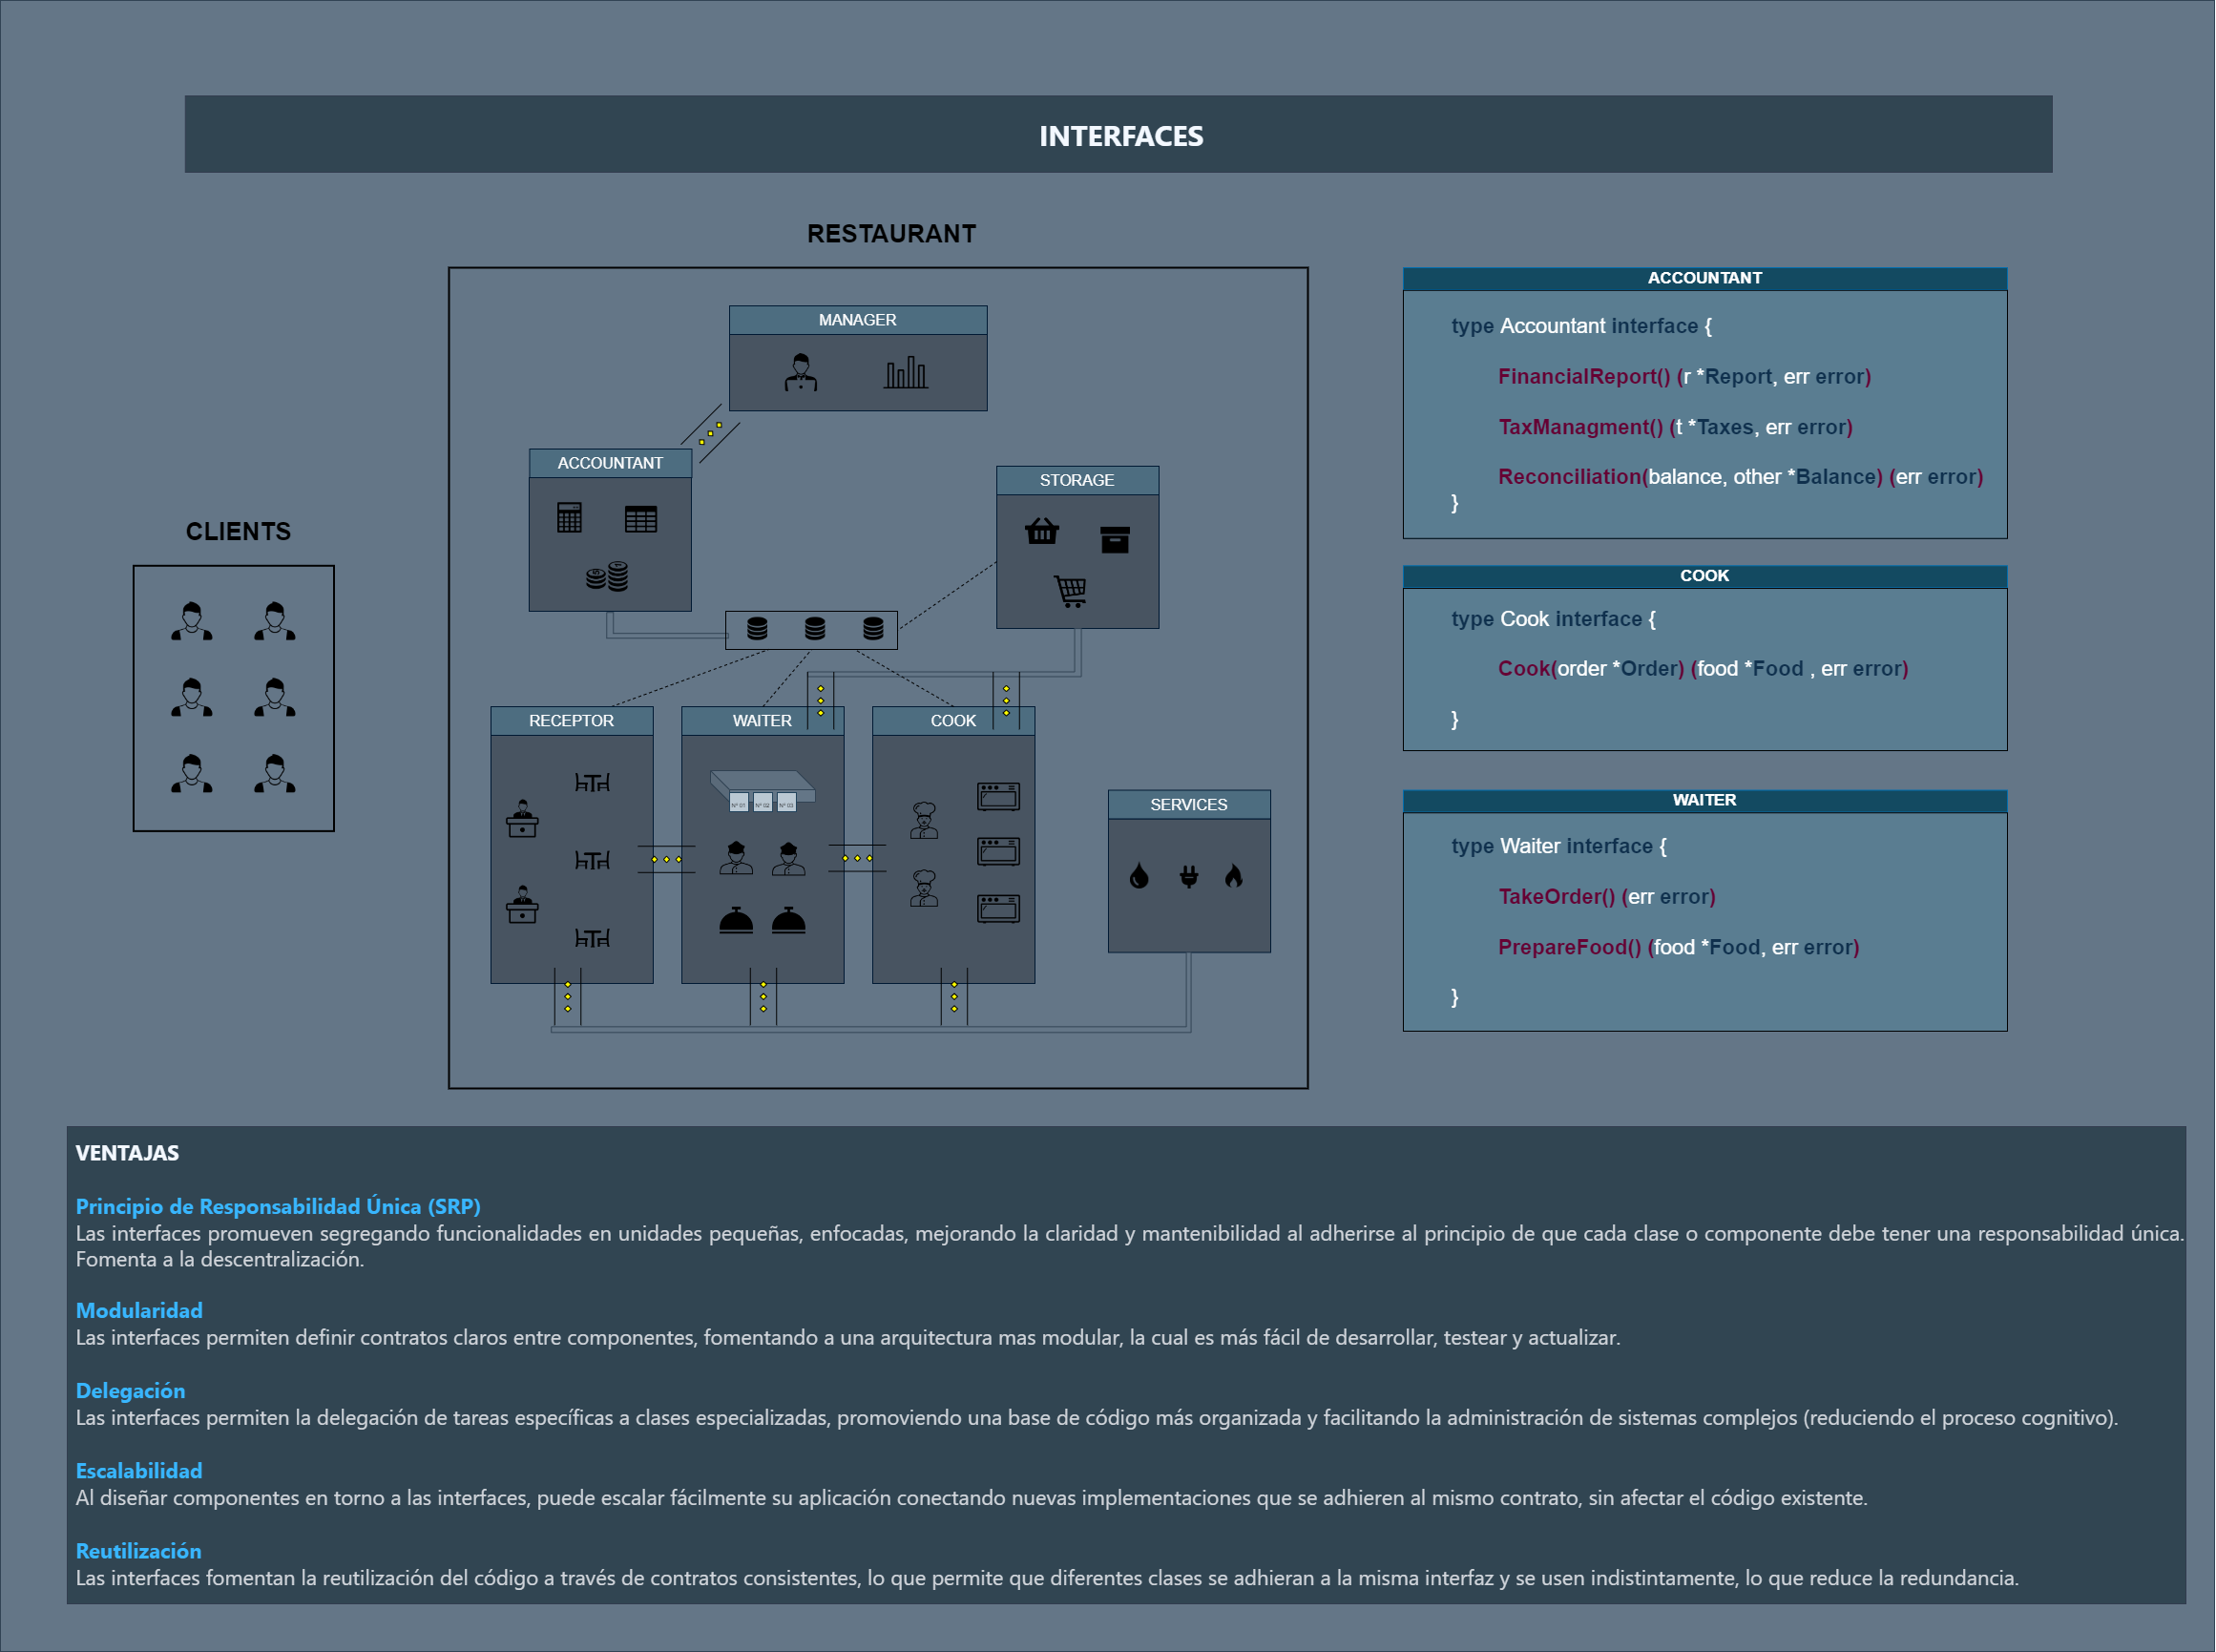 INTERFACES
RESTAURANT
CLIENTS
MANAGER
ACCOUNTANT
STORAGE
RECEPTOR
WAITER
COOK
Nº 01
Nº 02
Nº 03
SERVICES
ACCOUNTANT
type Accountant interface {
FinancialReport() (r *Report, err error)
TaxManagment() (t *Taxes, err error)
Reconciliation(balance, other *Balance) (err error)
}
COOK
type Cook interface {
Cook(order *Order) (food *Food , err error)
}
WAITER
type Waiter interface {
TakeOrder() (err error)
PrepareFood() (food *Food, err error)
}
VENTAJAS
Principio de Responsabilidad Única (SRP)
Las interfaces promueven segregando funcionalidades en unidades pequeñas, enfocadas, mejorando la claridad y mantenibilidad al adherirse al principio de que cada clase o componente debe tener una responsabilidad única.
Fomenta a la descentralización.
Modularidad
Las interfaces permiten definir contratos claros entre componentes, fomentando a una arquitectura mas modular, la cual es más fácil de desarrollar, testear y actualizar.
Delegación
Las interfaces permiten la delegación de tareas específicas a clases especializadas, promoviendo una base de código más organizada y facilitando la administración de sistemas complejos (reduciendo el proceso cognitivo).
Escalabilidad
Al diseñar componentes en torno a las interfaces, puede escalar fácilmente su aplicación conectando nuevas implementaciones que se adhieren al mismo contrato, sin afectar el código existente.
Reutilización
Las interfaces fomentan la reutilización del código a través de contratos consistentes, lo que permite que diferentes clases se adhieran a la misma interfaz y se usen indistintamente, lo que reduce la redundancia.